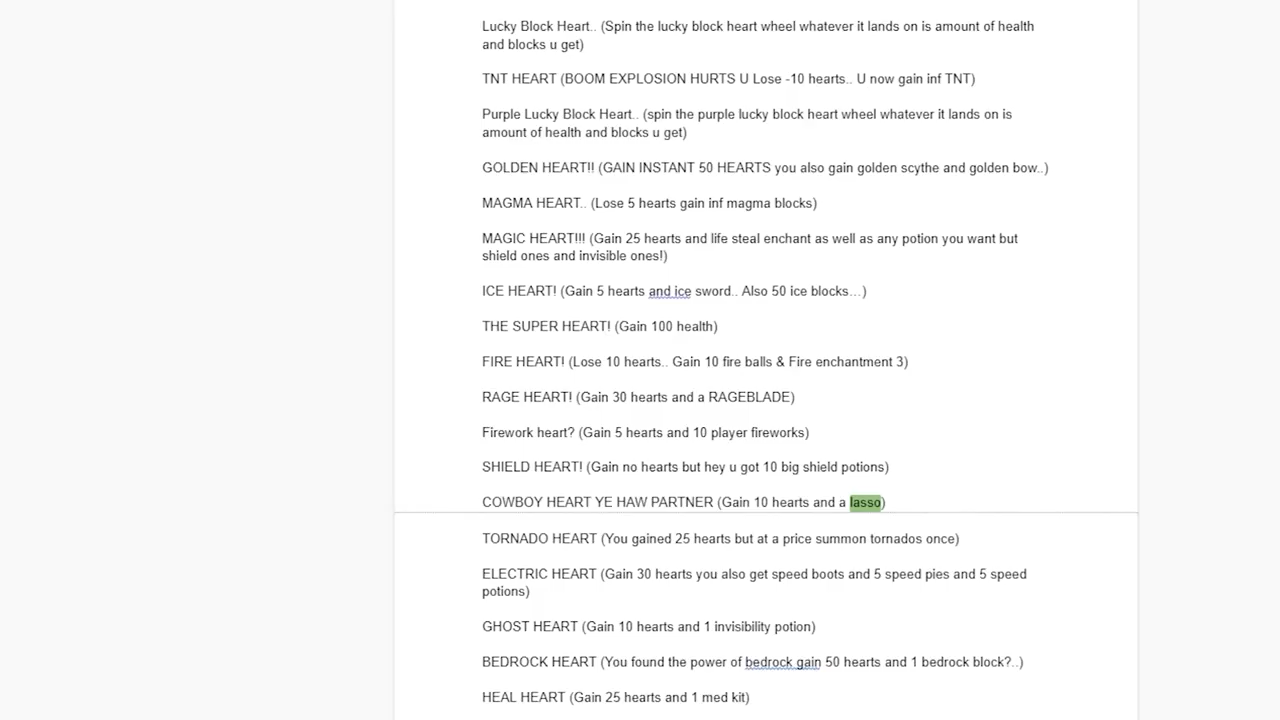 Lucky Block Heart.. (Spin the lucky block heart wheel whatever it lands on is amount of health
and blocks u get)
TNT HEART (BOOM EXPLOSION HURTS U Lose -10 hearts.. U now gain inf TNT)
Purple Lucky Block Heart.. (spin the purple lucky block heart wheel whatever it lands on is
amount of health and blocks u get)
GOLDEN HEART!! (GAIN INSTANT 50 HEARTS you also gain golden scythe and golden bow..)
MAGMA HEART.. (Lose 5 hearts gain inf magma blocks)
MAGIC HEART!!! (Gain 25 hearts and life steal enchant as well as any potion you want but
shield ones and invisible ones!)
ICE HEART! (Gain 5 hearts and ice sword.. Also 50 ice blocks…)
THE SUPER HEART! (Gain 100 health)
FIRE HEART! (Lose 10 hearts.. Gain 10 fire balls & Fire enchantment 3)
RAGE HEART! (Gain 30 hearts and a RAGEBLADE)
Firework heart? (Gain 5 hearts and 10 player fireworks)
SHIELD HEART! (Gain no hearts but hey u got 10 big shield potions)
COWBOY HEART YE HAW PARTNER (Gain 10 hearts and a lasso)
TORNADO HEART (You gained 25 hearts but at a price summon tornados once)
ELECTRIC HEART (Gain 30 hearts you also get speed boots and 5 speed pies and 5 speed
potions)
GHOST HEART (Gain 10 hearts and 1 invisibility potion)
BEDROCK HEART (You found the power of bedrock gain 50 hearts and 1 bedrock block?..)
HEAL HEART (Gain 25 hearts and 1 med kit)